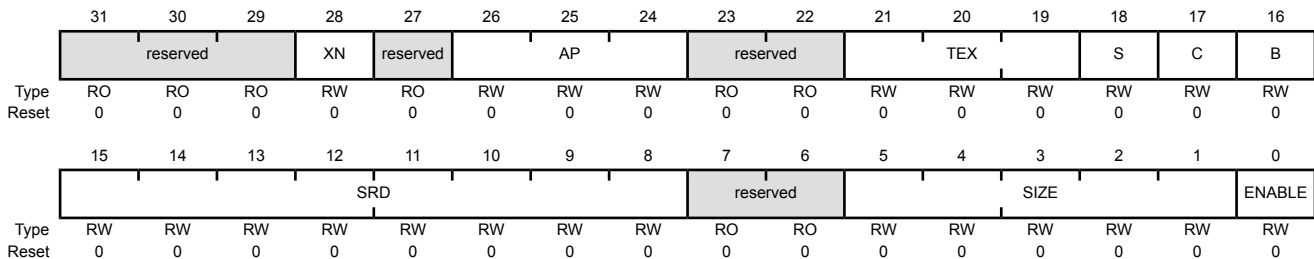 31 30 29 28 27 26 25 24 23 22 21 20 19 18 17 16
reserved XN reserved AP reserved TEX S C B
Type RO RO RO RW RO RW RW RW RO RO RW RW RW RW RW RW
Reset 0 0 0 0 0 0 0 0 0 0 0 0 0 0 0 0
15 14 13 12 11 10 9 8 7 6 5 4 3 2 1 0
SRD reserved SIZE ENABLE
Type RW RW RW RW RW RW RW RW RO RO RW RW RW RW RW RW
Reset 0 0 0 0 0 0 0 0 0 0 0 0 0 0 0 0